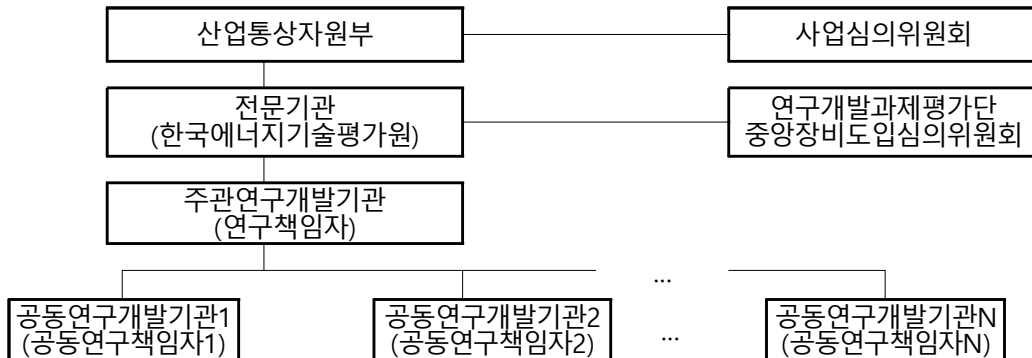 산업통상자원부
사업심의위원회
전문기관
(한국에너지기술평가원)
연구개발과제평가단
중앙장비도입심의위원회
주관연구개발기관
(연구책임자)
...
공동연구개발기관1
(공동연구책임자1)
공동연구개발기관2
(공동연구책임자2)
...
공동연구개발기관N
(공동연구책임자N)